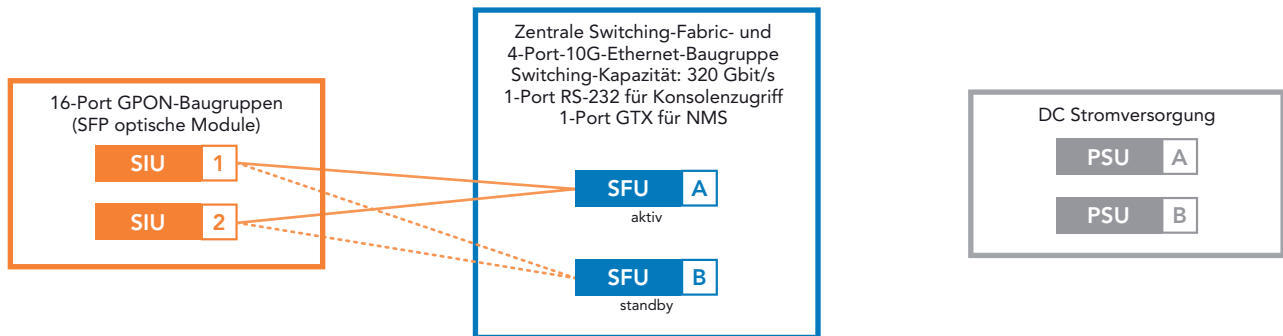 16-Port GPON-Baugruppen
(SFP optische Module)
SIU 1
SIU 2
Zentrale Switching-Fabric- und
4-Port-10G-Ethernet-Baugruppe
Switching-Kapazität: 320 Gbit/s
1-Port RS-232 für Konsolenzugriff
1-Port GTX für NMS
SFU A
aktiv
SFU B
standby
DC Stromversorgung
PSU A
PSU B